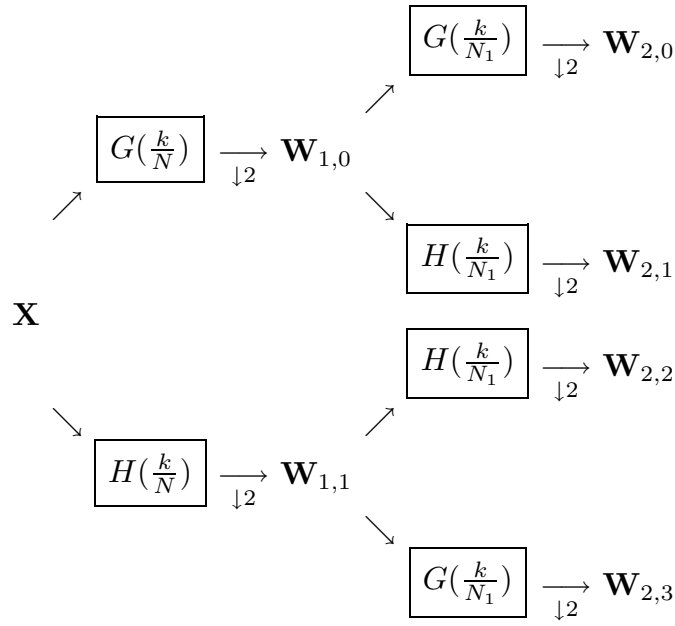 G(k/N₁) ↓2 W₂,₀
G(k/N) ↓2 W₁,₀
H(k/N₁) ↓2 W₂,₁
X
H(k/N₁) ↓2 W₂,₂
H(k/N) ↓2 W₁,₁
G(k/N₁) ↓2 W₂,₃